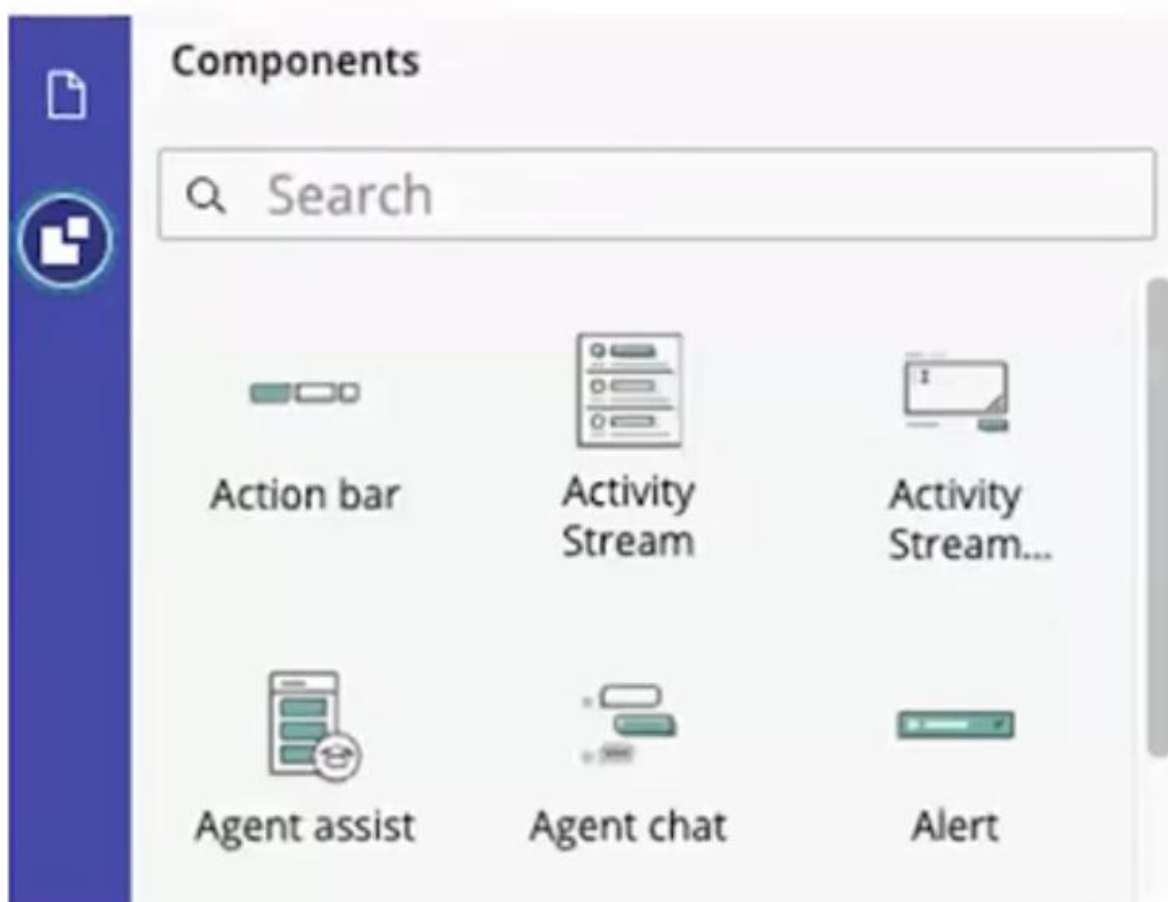 Components
Search
Action bar
Activity
Stream
Activity
Stream...
Agent assist
Agent chat
Alert